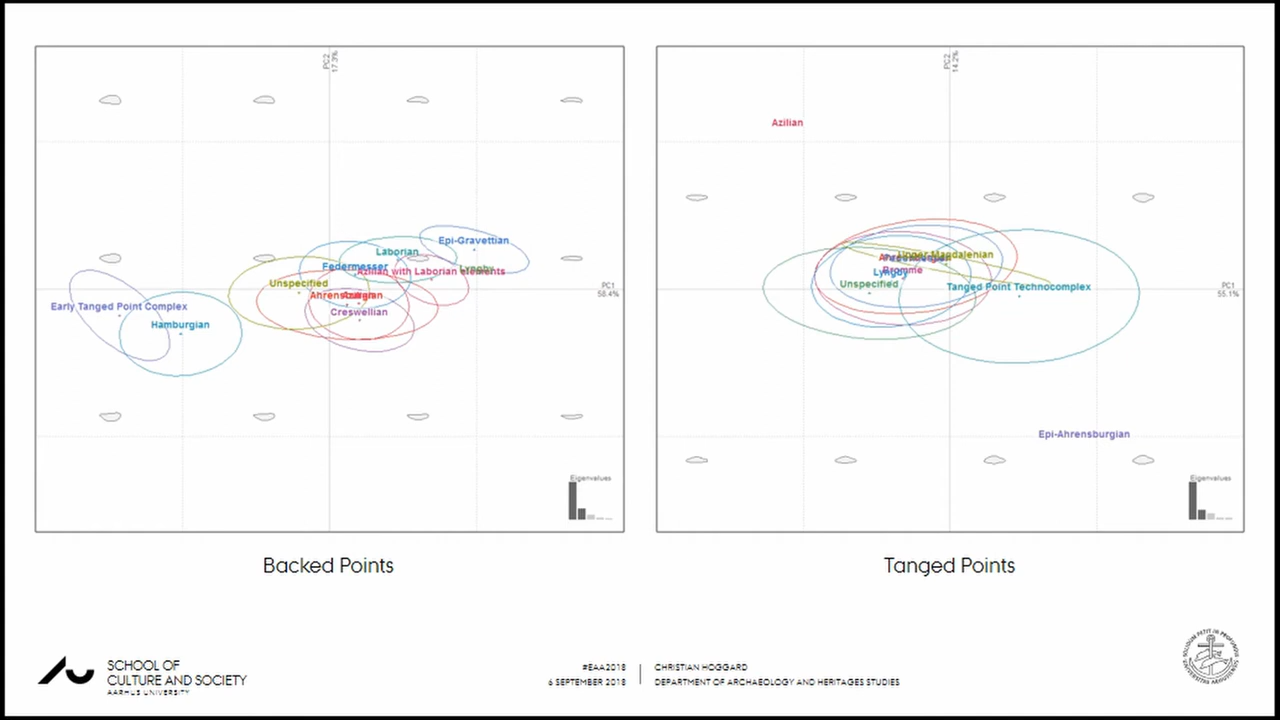 PC2
17.3%
Epi-Gravettian
Laborian
Federmesser
Lyngby
Azilian with Laborian elements
Unspecified
PC1
58.4%
Ahrensburgian
Azilian
Early Tanged Point Complex
Creswellian
Hamburgian
Eigenvalues
PC2
14.2%
Azilian
Upper Magdalenian
Bromme
Lyngby
Unspecified
Tanged Point Technocomplex
PC1
55.1%
Epi-Ahrensburgian
Eigenvalues
Backed Points
Tanged Points
SCHOOL OF
CULTURE AND SOCIETY
AARHUS UNIVERSITY
#EAA2018
6 SEPTEMBER 2018
CHRISTIAN HOGGARD
DEPARTMENT OF ARCHAEOLOGY AND HERITAGES STUDIES